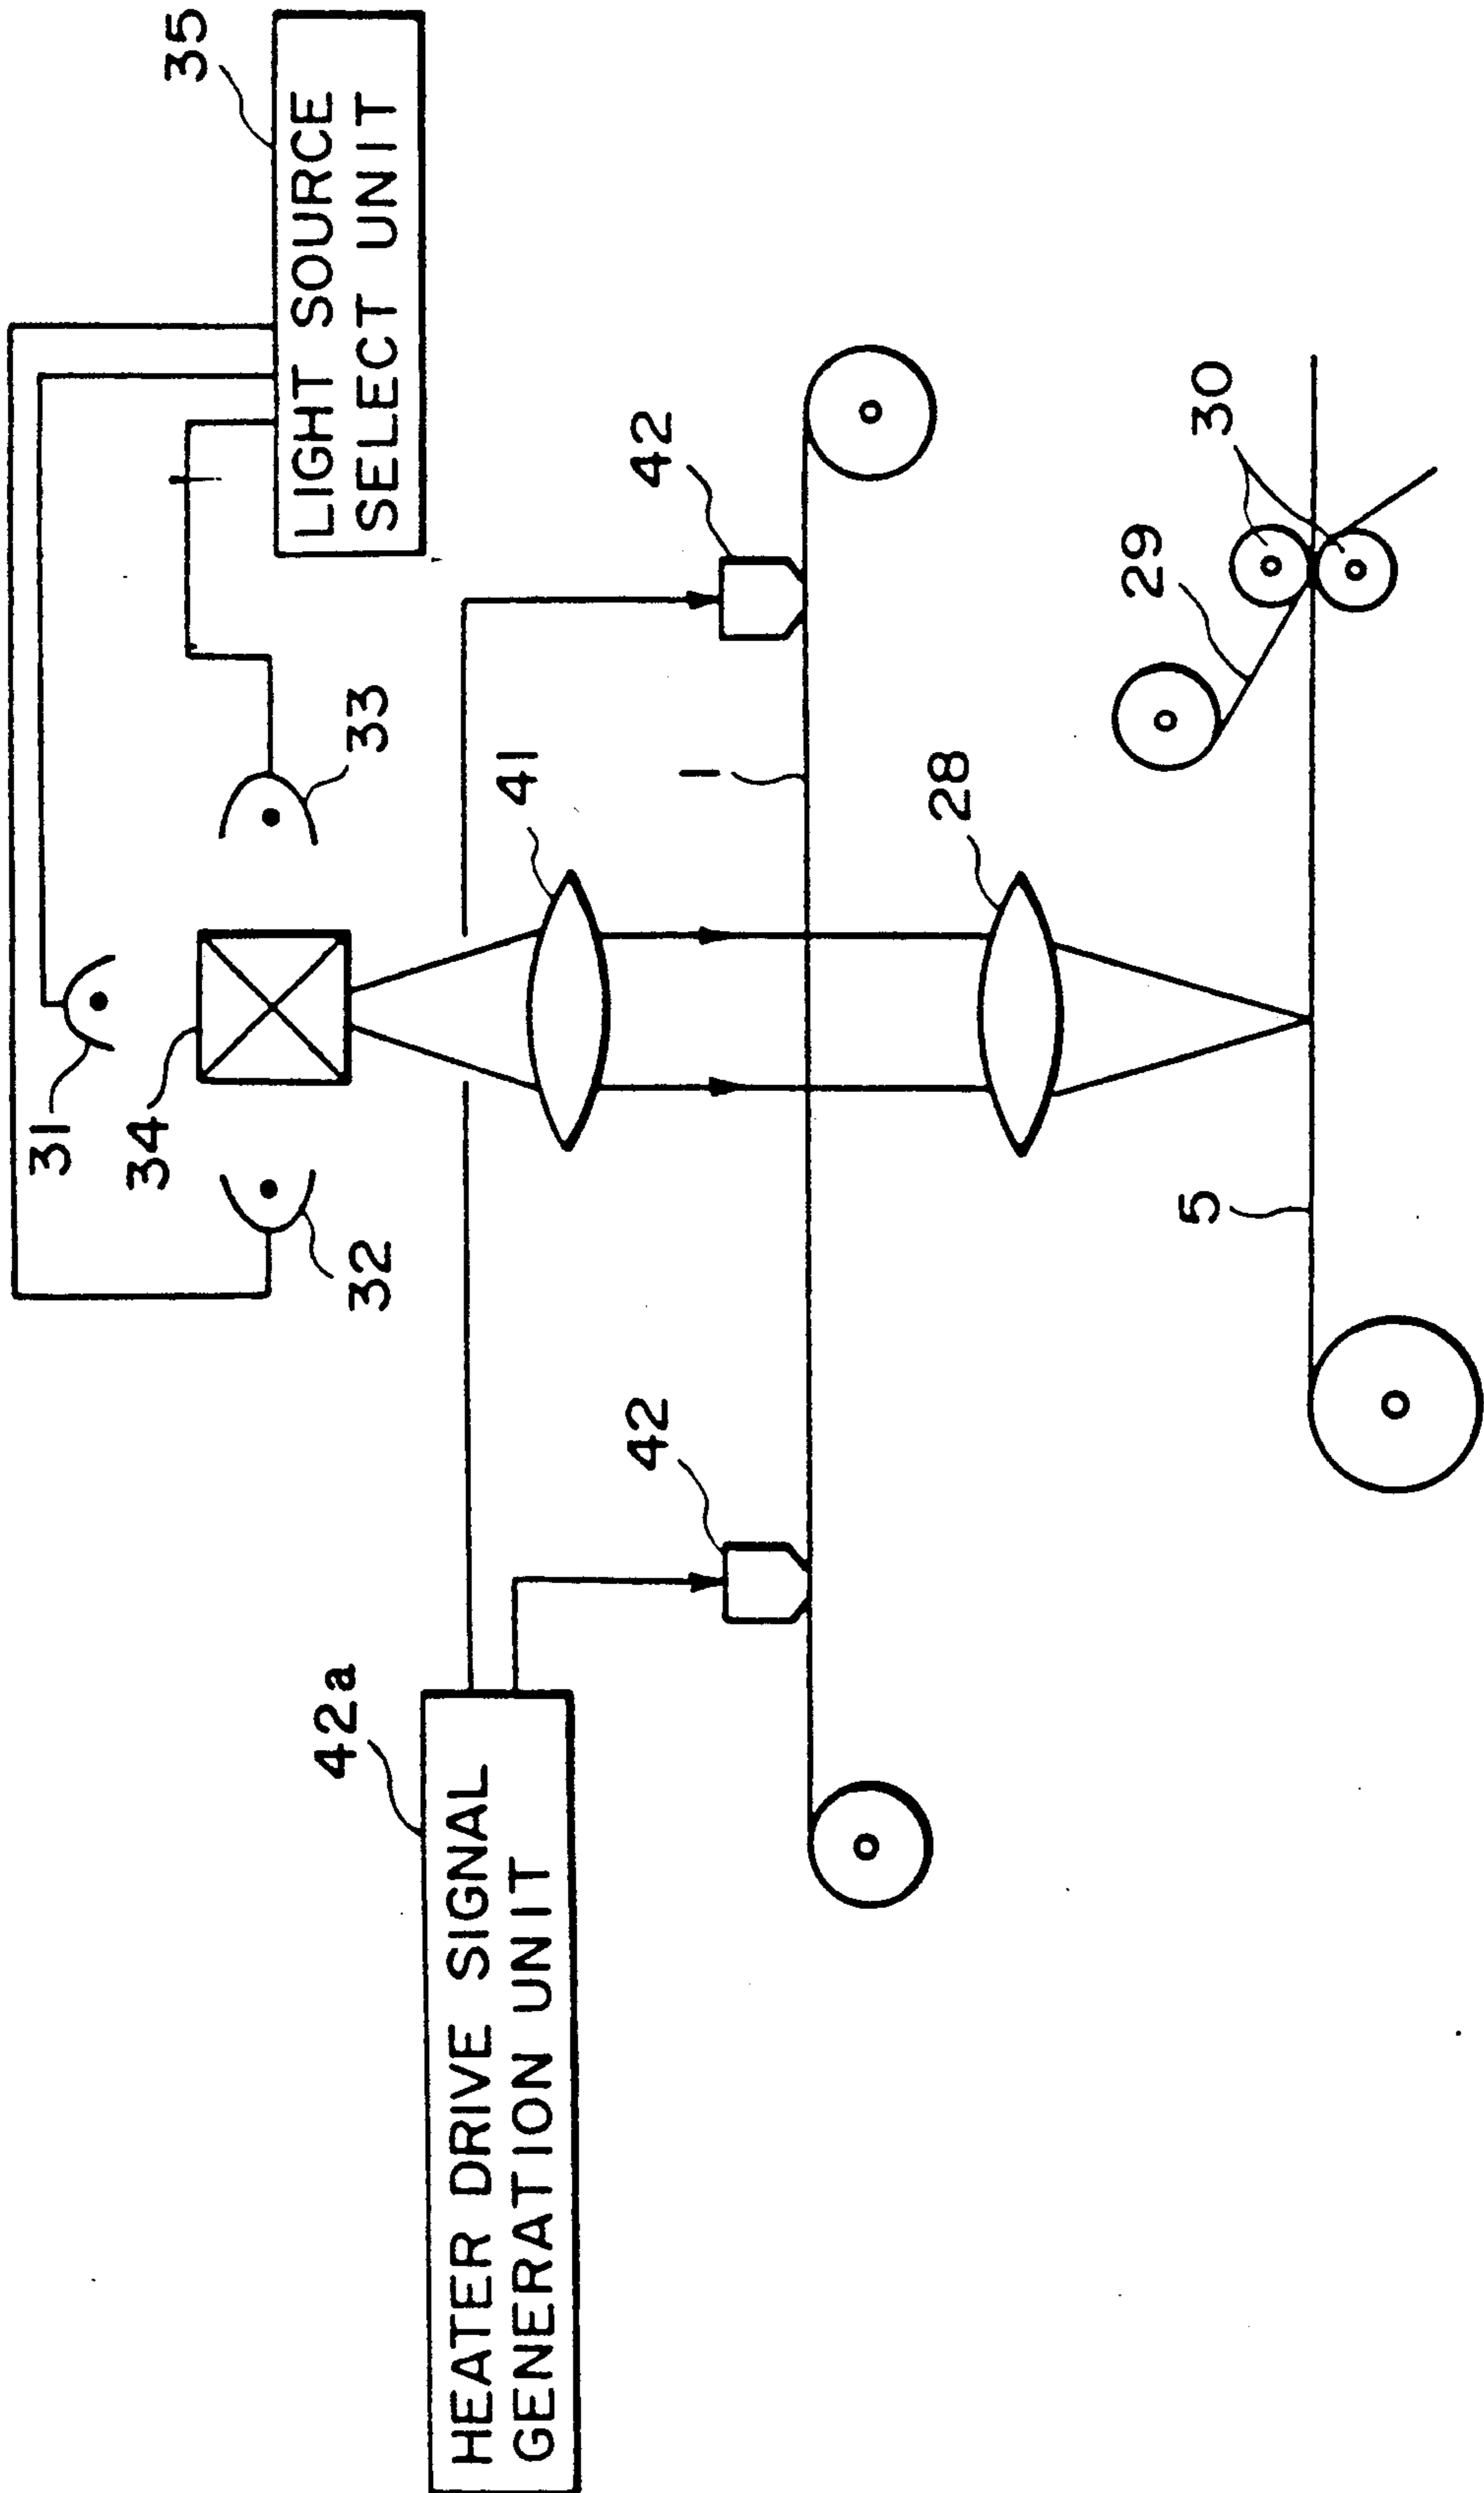 35
LIGHT SOURCE
SELECT UNIT
31
34
32
33
41
42
42
42a
HEATER DRIVE SIGNAL
GENERATION UNIT
1
28
29
30
5